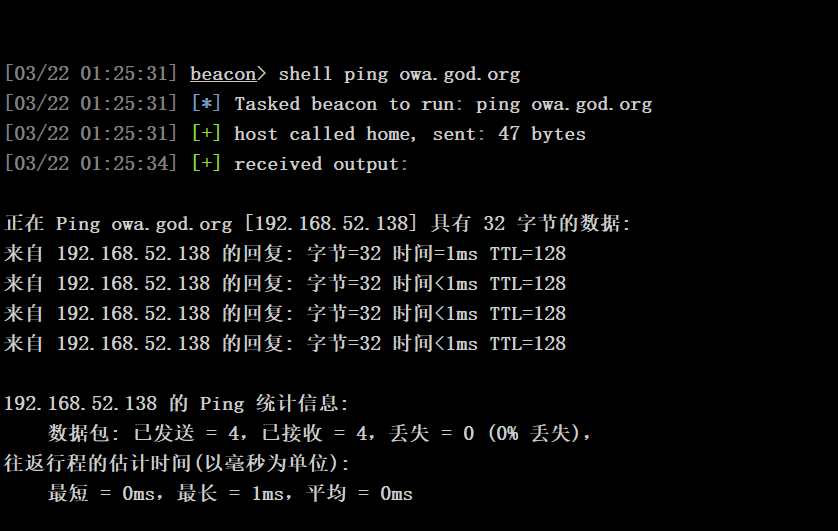 [03/22 01:25:31] beacon> shell ping owa.god.org
[03/22 01:25:31] [*] Tasked beacon to run: ping owa.god.org
[03/22 01:25:31] [+] host called home, sent: 47 bytes
[03/22 01:25:34] [+] received output:
正在 Ping owa.god.org [192.168.52.138] 具有 32 字节的数据:
来自 192.168.52.138 的回复: 字节=32 时间=1ms TTL=128
来自 192.168.52.138 的回复: 字节=32 时间<1ms TTL=128
来自 192.168.52.138 的回复: 字节=32 时间<1ms TTL=128
来自 192.168.52.138 的回复: 字节=32 时间<1ms TTL=128
192.168.52.138 的 Ping 统计信息:
数据包: 已发送 = 4，已接收 = 4，丢失 = 0 (0% 丢失)，
往返行程的估计时间(以毫秒为单位):
最短 = 0ms，最长 = 1ms，平均 = 0ms